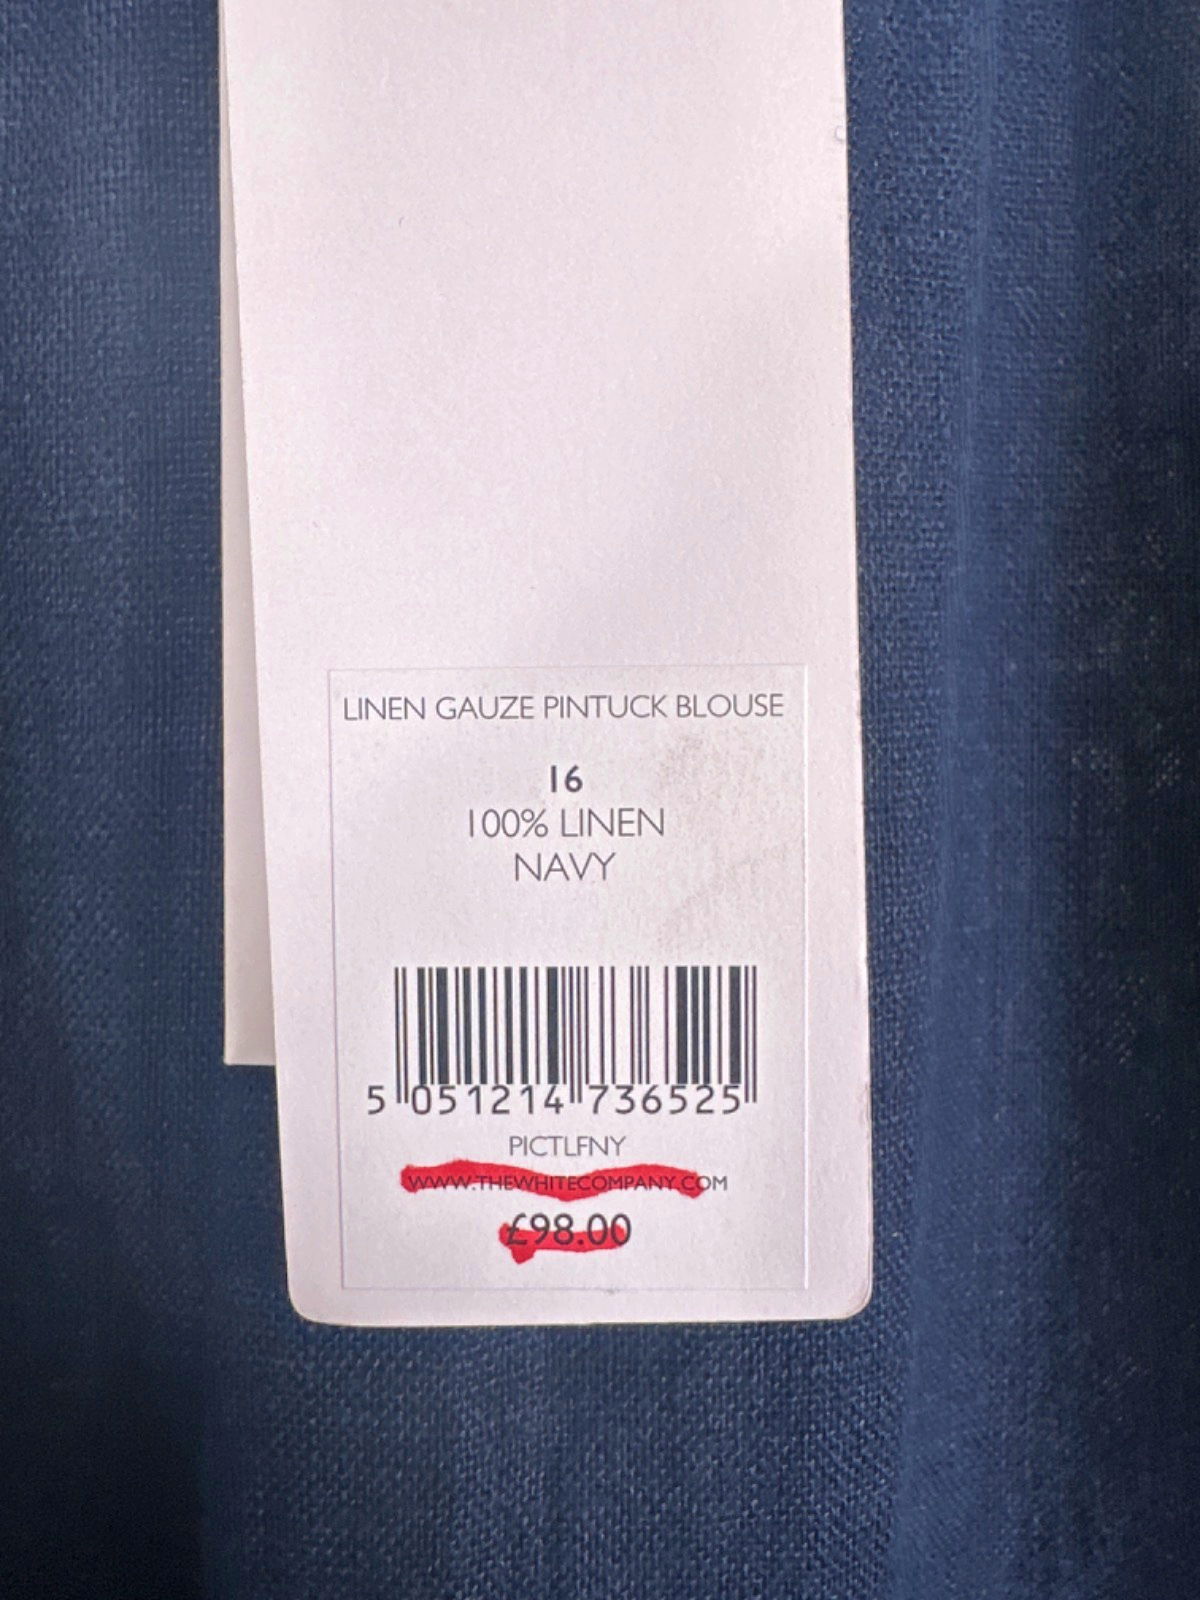 LINEN GAUZE PINTUCK BLOUSE
16
100% LINEN
NAVY
5 051214 736525
PICTLFNY
WWW.THEWHITECOMPANY.COM
£98.00